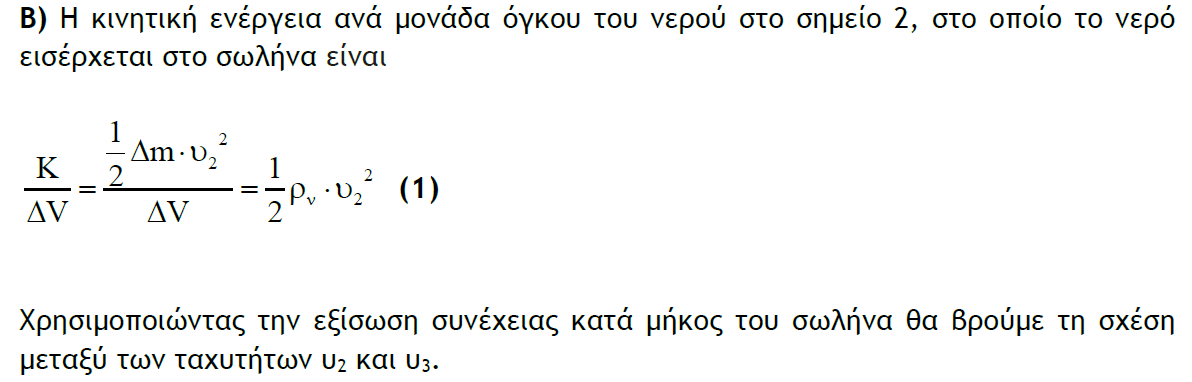 Β) Η κινητική ενέργεια ανά μονάδα όγκου του νερού στο σημείο 2, στο οποίο το νερό
εισέρχεται στο σωλήνα είναι
Κ/ΔV = (1/2 Δm·υ₂²)/ΔV = 1/2 ρᵥ·υ₂² (1)
Χρησιμοποιώντας την εξίσωση συνέχειας κατά μήκος του σωλήνα θα βρούμε τη σχέση
μεταξύ των ταχυτήτων υ₂ και υ₃.